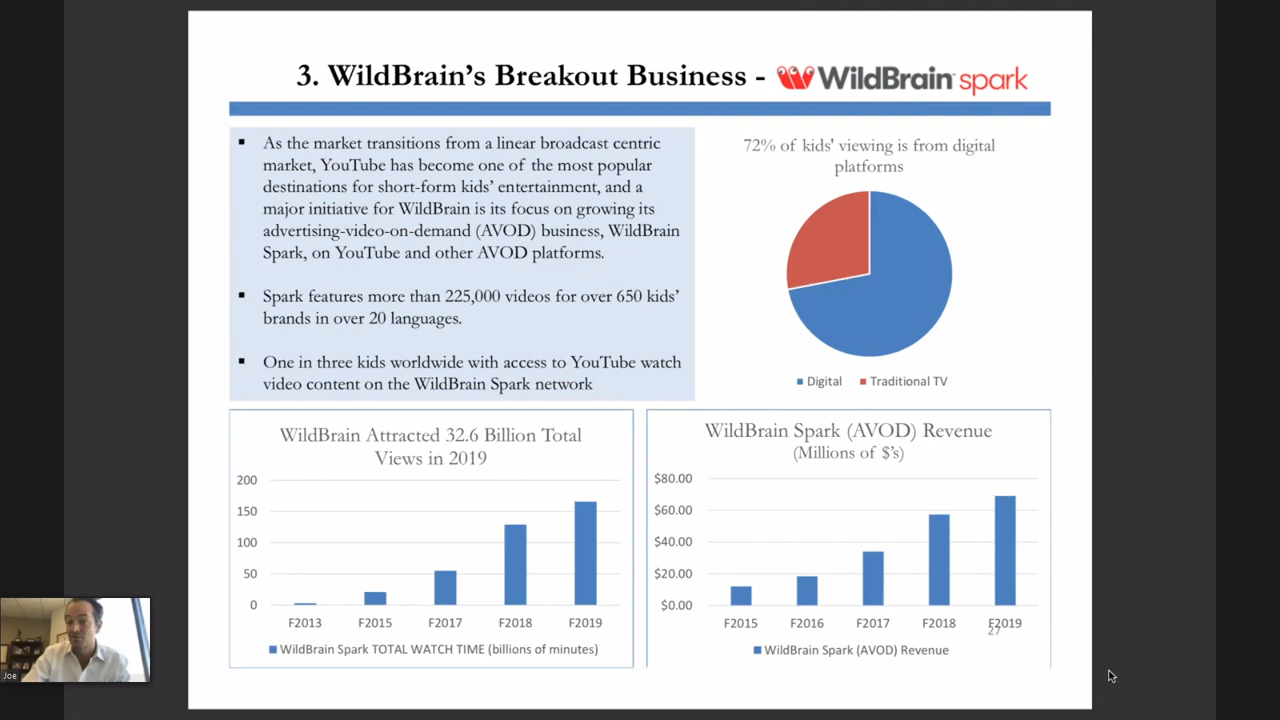 3. WildBrain's Breakout Business - WildBrain spark
As the market transitions from a linear broadcast centric
market, YouTube has become one of the most popular
destinations for short-form kids' entertainment, and a
major initiative for WildBrain is its focus on growing its
advertising-video-on-demand (AVOD) business, WildBrain
Spark, on YouTube and other AVOD platforms.
Spark features more than 225,000 videos for over 650 kids'
brands in over 20 languages.
One in three kids worldwide with access to YouTube watch
video content on the WildBrain Spark network
72% of kids' viewing is from digital
platforms
Digital Traditional TV
WildBrain Attracted 32.6 Billion Total
Views in 2019
200
150
100
50
0
F2013 F2015 F2017 F2018 F2019
WildBrain Spark TOTAL WATCH TIME (billions of minutes)
WildBrain Spark (AVOD) Revenue
(Millions of $'s)
$80.00
$60.00
$40.00
$20.00
$0.00
F2015 F2016 F2017 F2018 F2019
27
WildBrain Spark (AVOD) Revenue
Joe